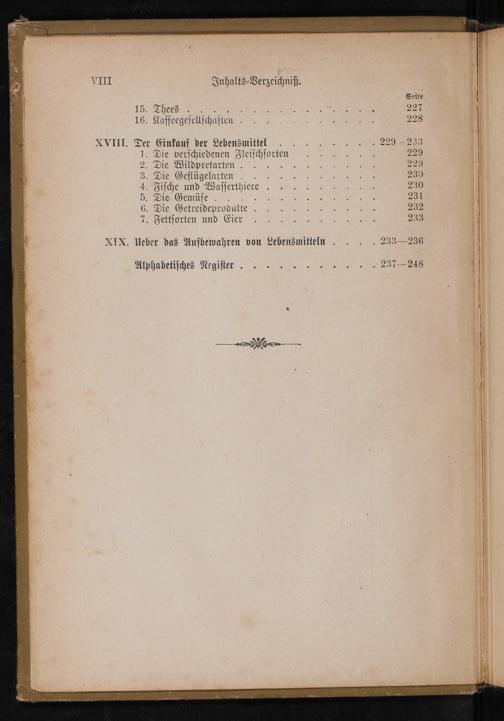 VIII Inhalts-Verzeichniß.
Seite
15. Thees . . . . . . . . . . . . . . . 227
16. Kaffeegesellschaften . . . . . . . . . . . 228
XVIII. Der Einkauf der Lebensmittel . . . . . . . . 229—233
1. Die verschiedenen Fleischsorten . . . . . . 229
2. Die Wildpretarten . . . . . . . . . . . 229
3. Die Geflügelarten . . . . . . . . . . . 230
4. Fische und Wasserthiere . . . . . . . . . 230
5. Die Gemüse . . . . . . . . . . . . . 231
6. Die Getreideprodukte . . . . . . . . . . 232
7. Fettsorten und Eier . . . . . . . . . . 233
XIX. Ueber das Aufbewahren von Lebensmitteln . . . . 233—236
Alphabetisches Register . . . . . . . . . . . 237—248